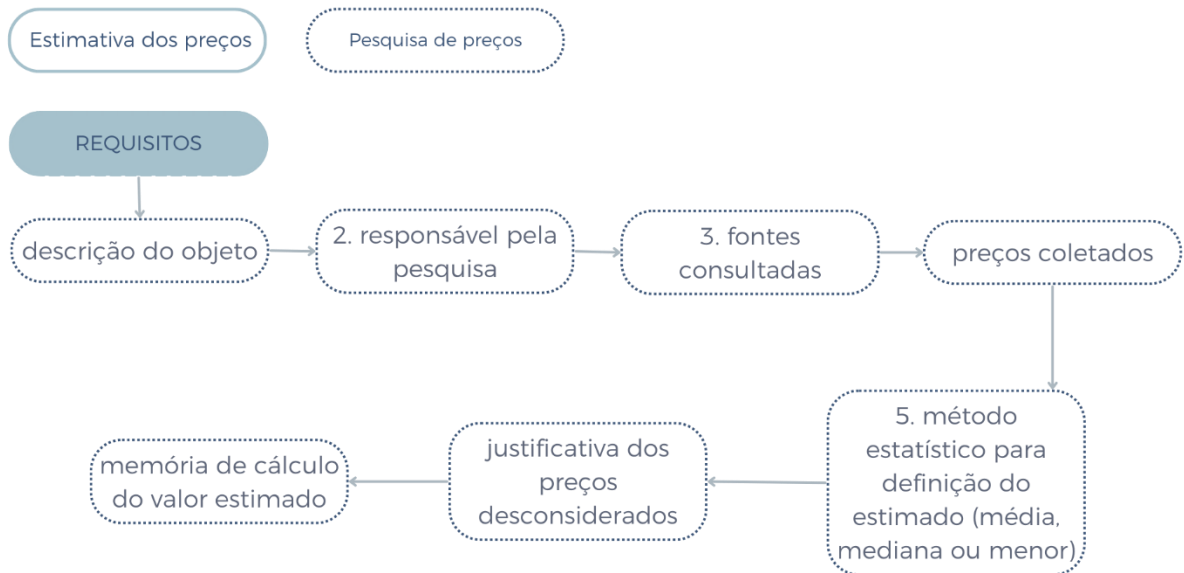 Estimativa dos preços
Pesquisa de preços
REQUISITOS
descrição do objeto
2. responsável pela
pesquisa
3. fontes
consultadas
preços coletados
5. método
estatístico para
definição do
estimado (média,
mediana ou menor)
justificativa dos
preços
desconsiderados
memória de cálculo
do valor estimado